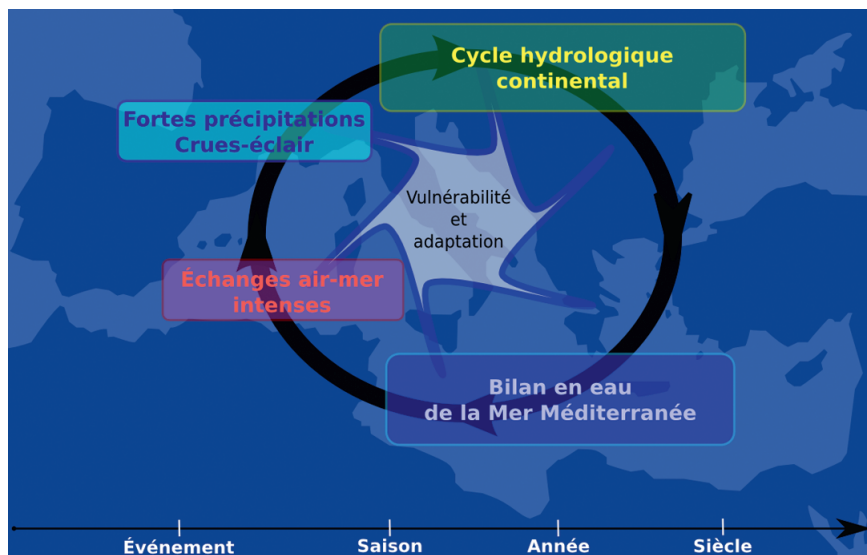 Cycle hydrologique
continental
Fortes précipitations
Crues-éclair
Vulnérabilité
et
adaptation
Échanges air-mer
intenses
Bilan en eau
de la Mer Méditerranée
Événement
Saison
Année
Siècle